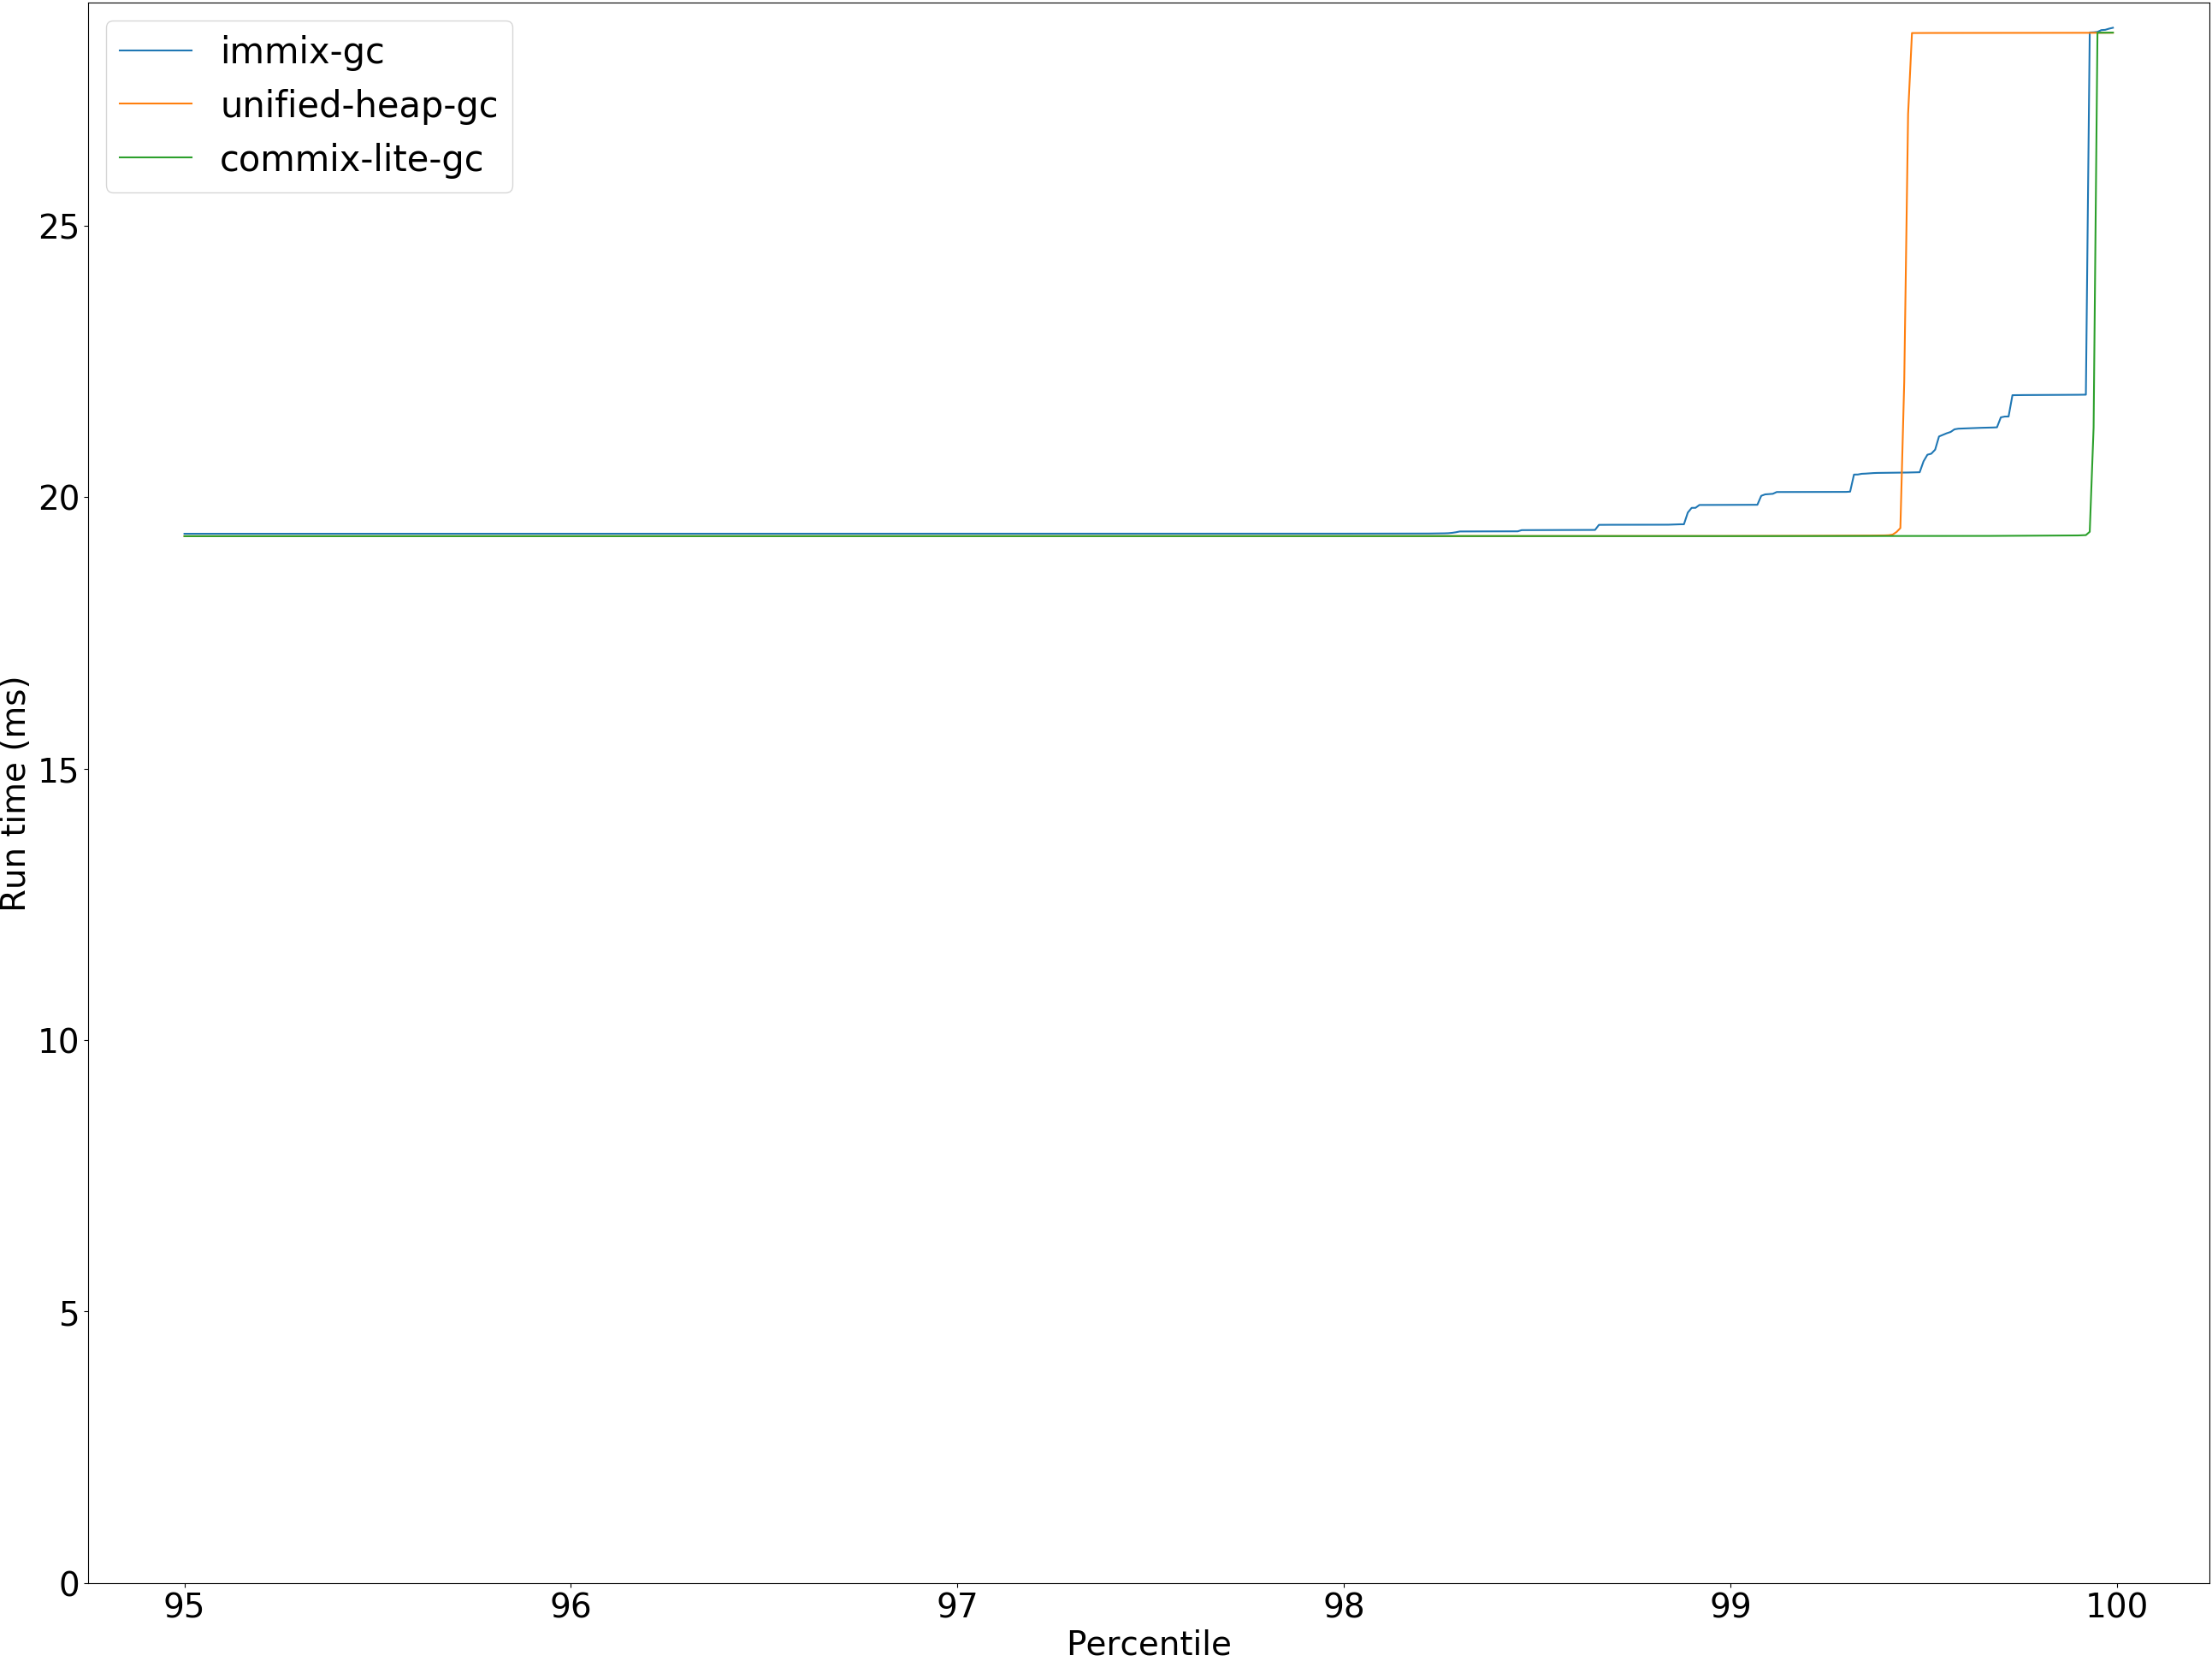 immix-gc
unified-heap-gc
commix-lite-gc
25
20
15
10
5
0
Run time (ms)
95 96 97 98 99 100
Percentile